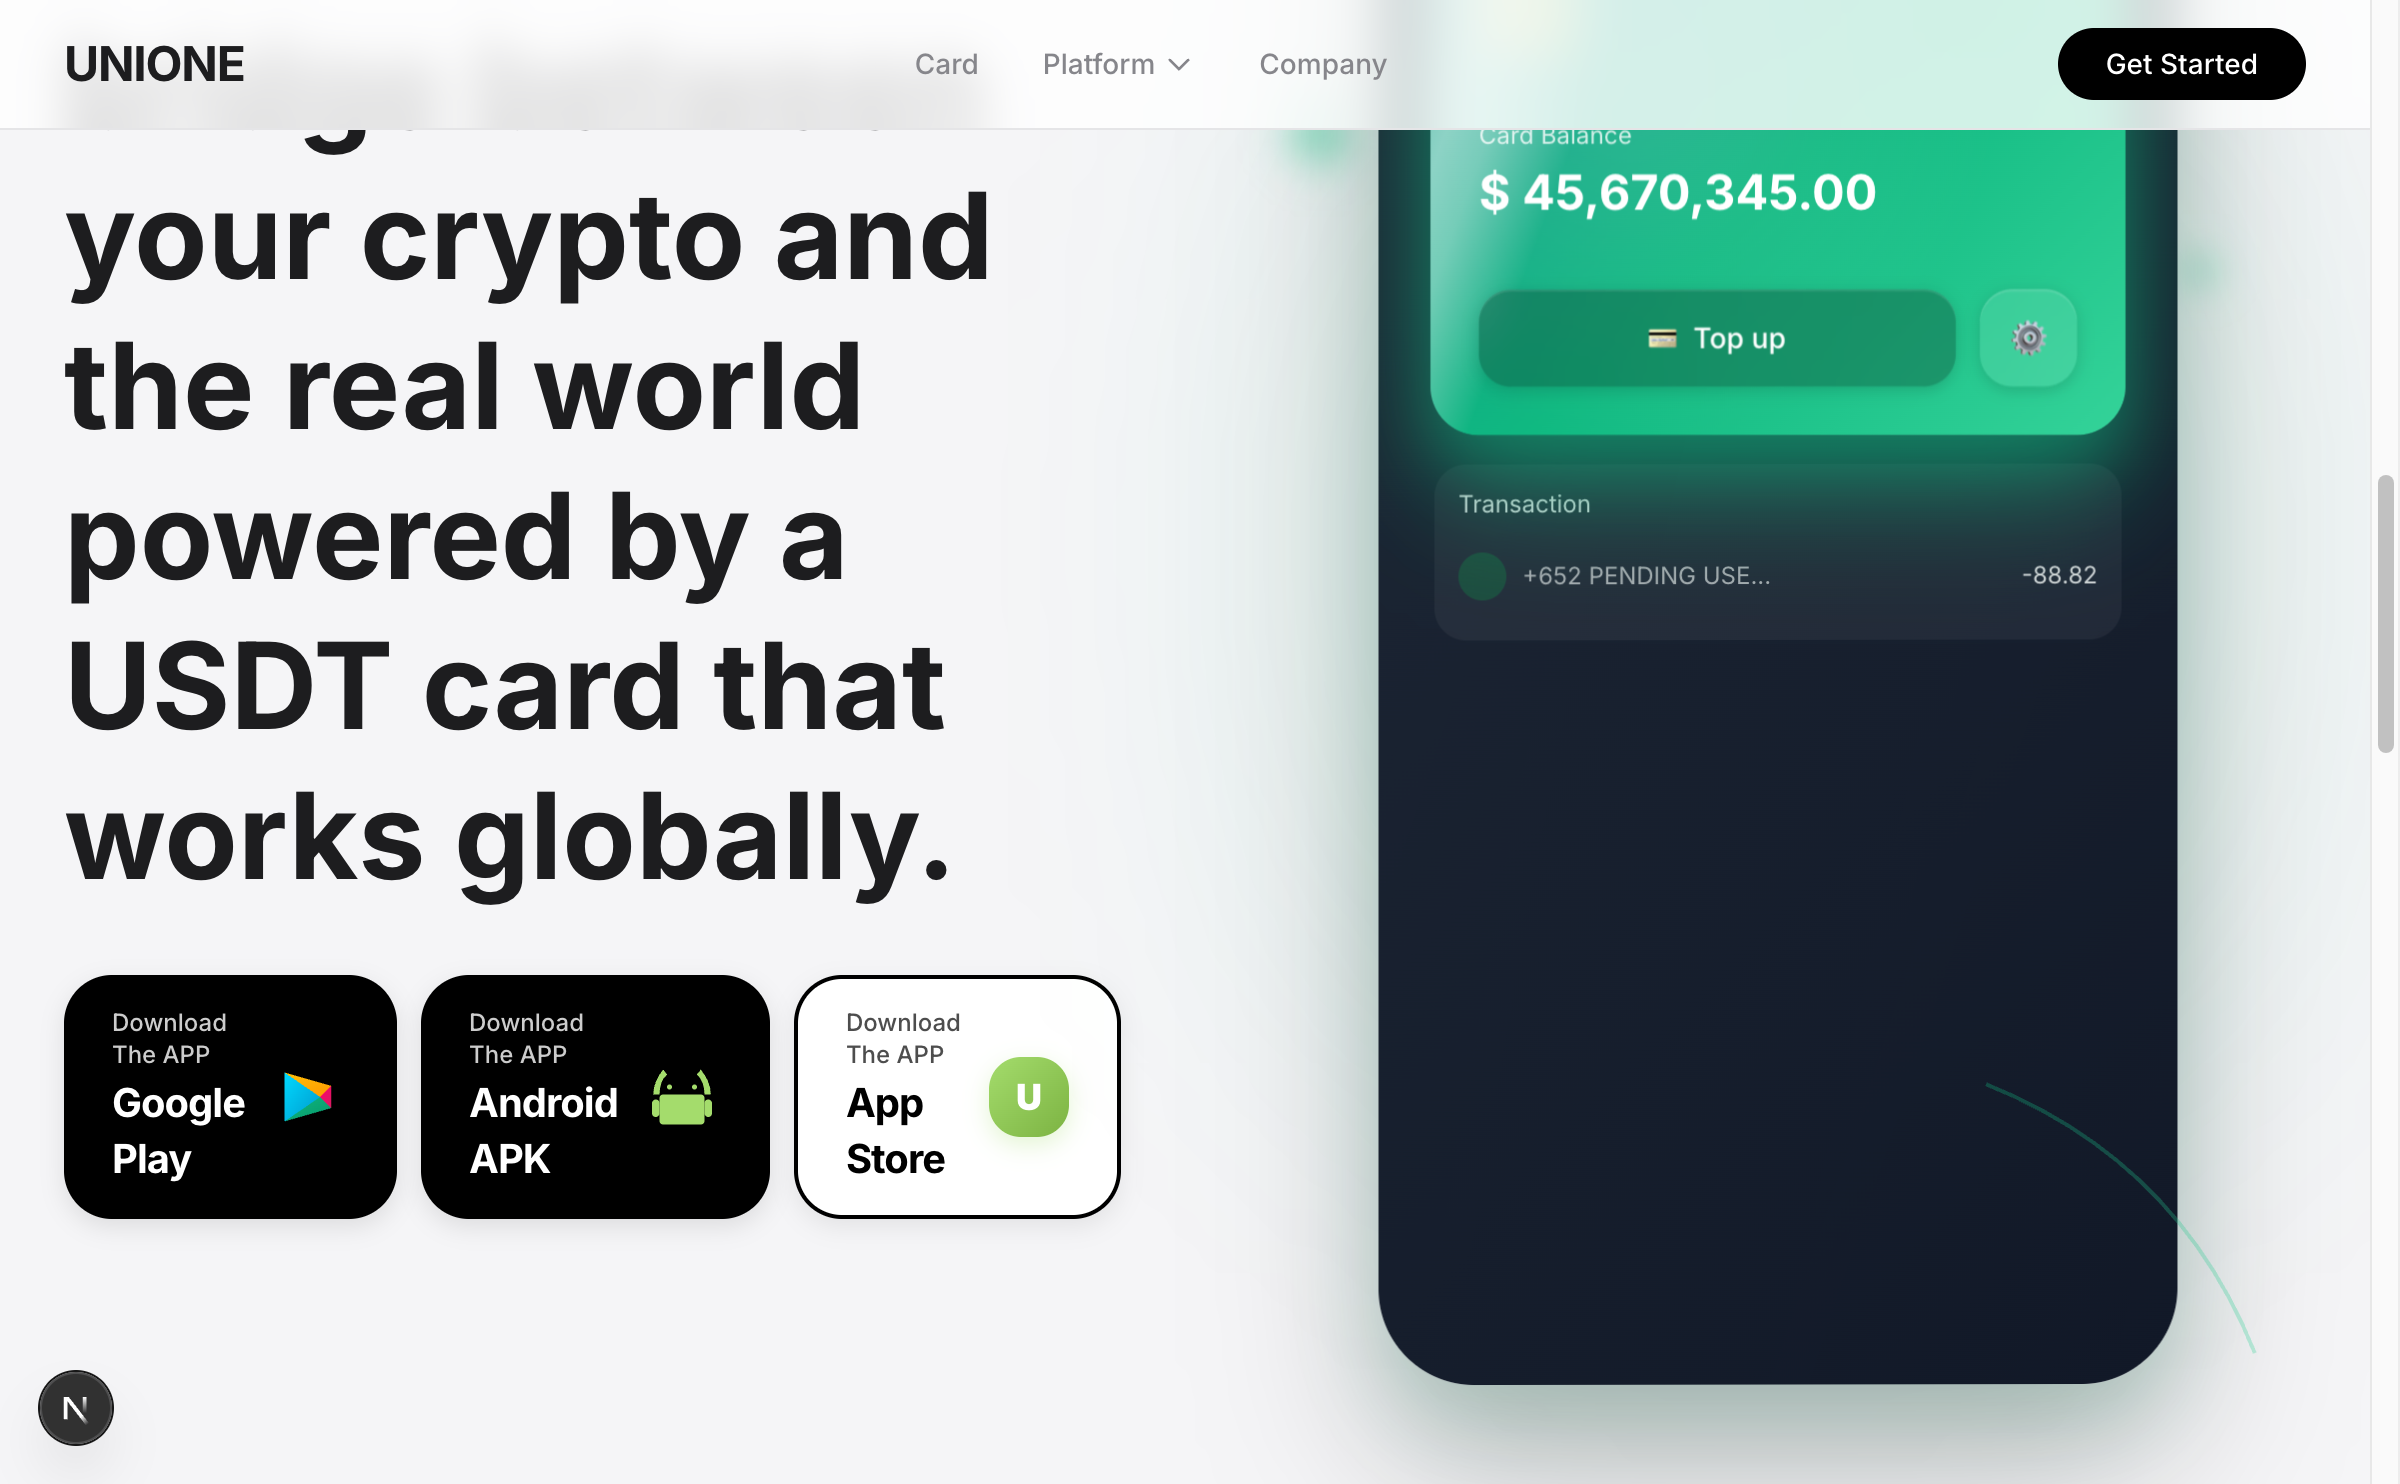 UNIONE
Card
Platform
Company
Get Started
your crypto and
the real world
powered by a
USDT card that
works globally.
Download
The APP
Google
Play
Download
The APP
Android
APK
Download
The APP
App
Store
U
Card Balance
$ 45,670,345.00
💳 Top up
Transaction
+652 PENDING USE...
-88.82
N